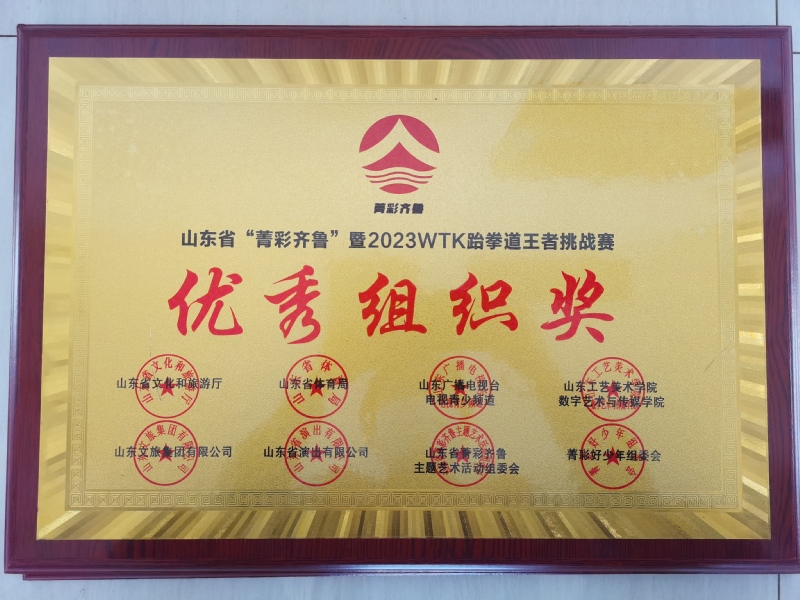 菁彩齐鲁
山东省“菁彩齐鲁”暨2023WTK跆拳道王者挑战赛
优秀组织奖
山东省文化和旅游厅
山东省体育局
山东广播电视台
电视青少频道
山东工艺美术学院
数字艺术与传媒学院
山东文旅集团有限公司
山东省演出有限公司
山东省菁彩齐鲁
主题艺术活动组委会
菁彩好少年组委会